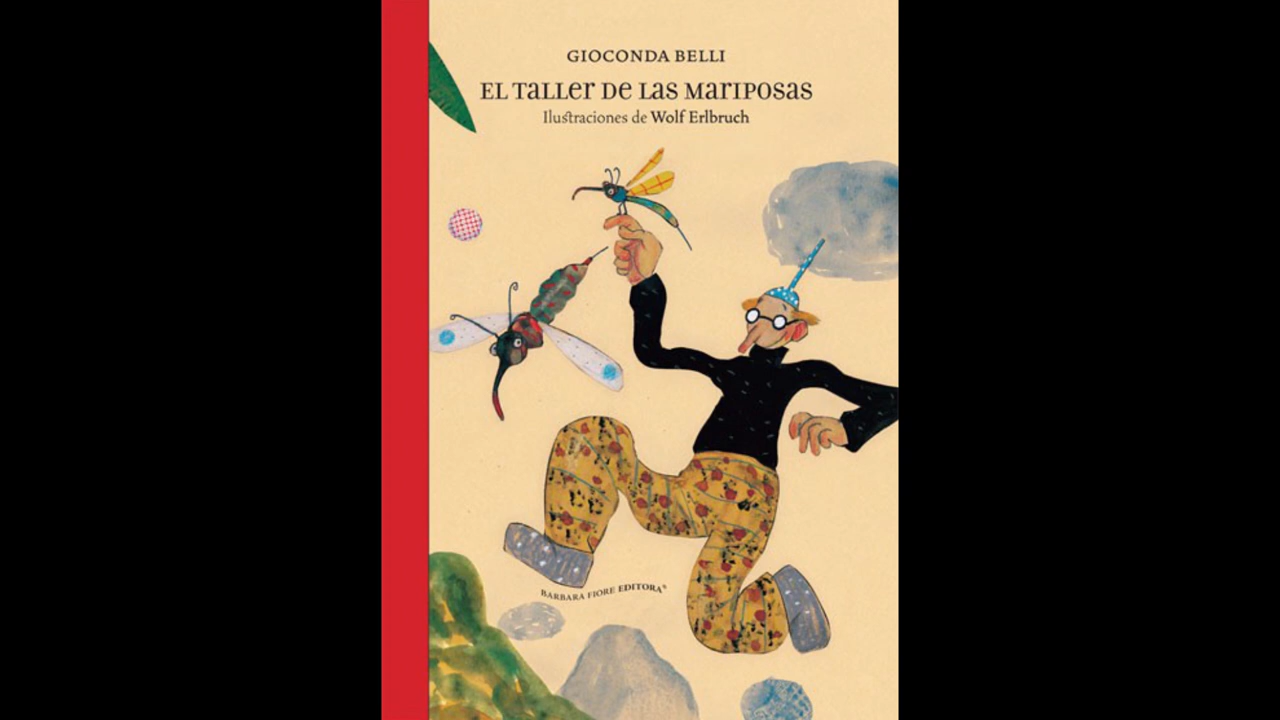 GIOCONDA BELLI
EL TALLER DE LAS MARIPOSAS
Ilustraciones de Wolf Erlbruch
BARBARA FIORE EDITORA®